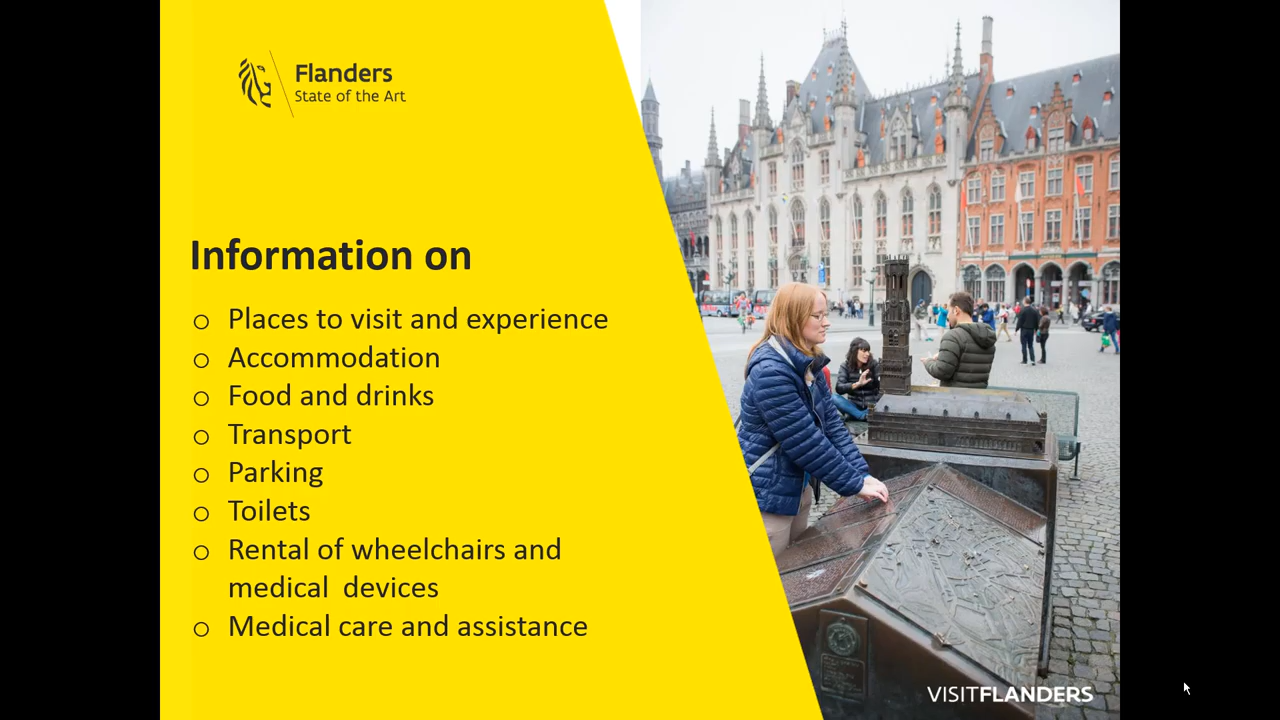 Flanders
State of the Art
Information on
Places to visit and experience
Accommodation
Food and drinks
Transport
Parking
Toilets
Rental of wheelchairs and
medical  devices
Medical care and assistance
VISITFLANDERS